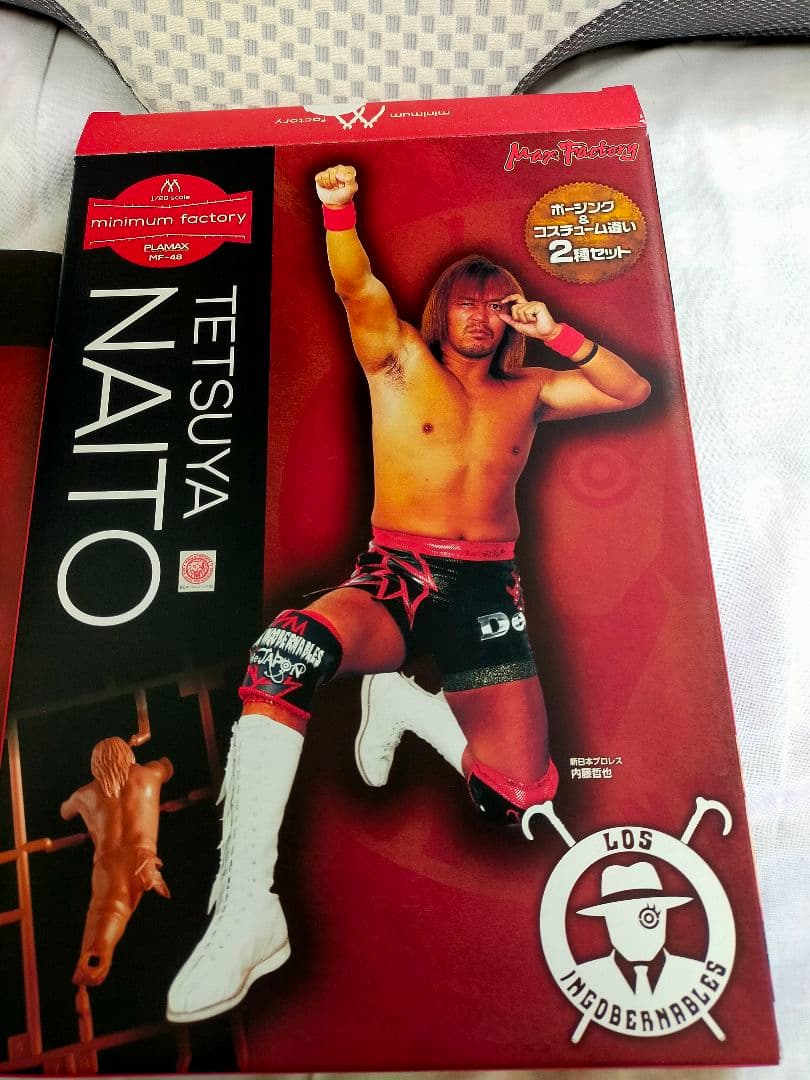 minimum
factory
Max Factory
1/20 scale
minimum factory
PLAMAX
MF-48
ポージング
&
コスチューム違い
2種セット
TETSUYA
NAITO
INGOBERNABLES
de JAPON
De
新日本プロレス
内藤哲也
LOS
INGOBERNABLES